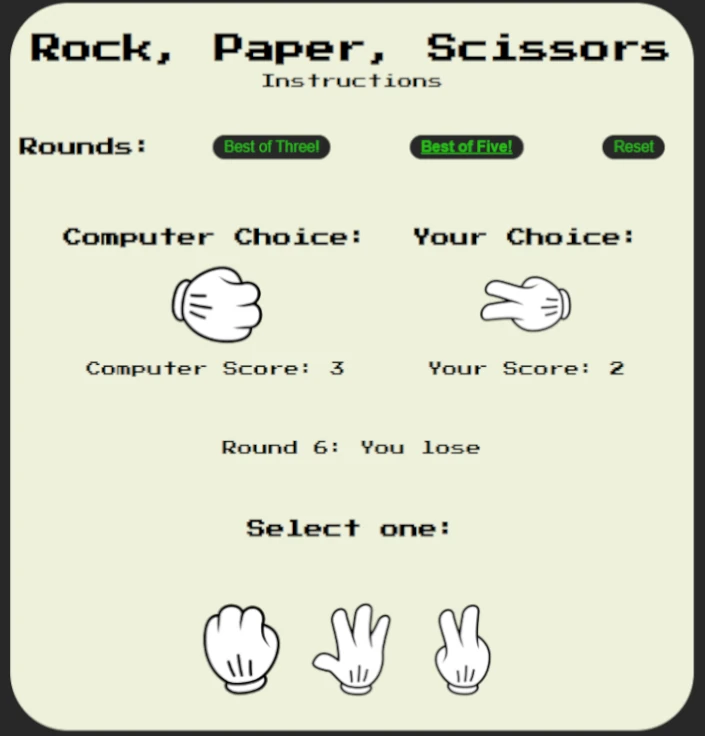 Rock, Paper, Scissors
Instructions
Rounds: Best of Three! Best of Five! Reset
Computer Choice: Your Choice:
Computer Score: 3 Your Score: 2
Round 6: You lose
Select one: